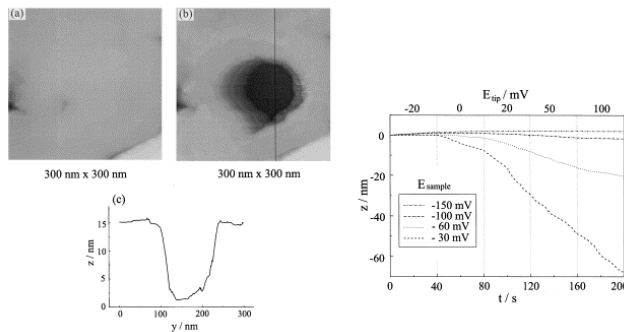 (a)
(b)
300 nm x 300 nm
300 nm x 300 nm
(c)
z / nm
15
10
5
0
0
100
200
300
y / nm
E tip / mV
-20
0
20
50
100
z / nm
0
-20
-40
-60
E sample
-150 mV
-100 mV
- 60 mV
- 30 mV
0
40
80
120
160
200
t / s